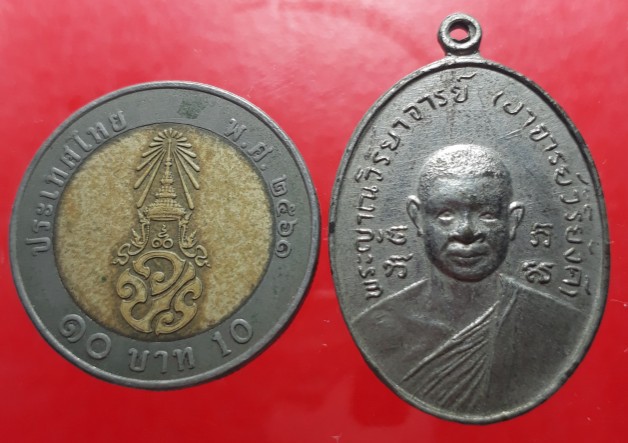 ประเทศไทย พ.ศ. ๒๕๖๑
๑๐ บาท 10
พระญาณวิริยาจารย์ (อาจารย์วิริยังค์)